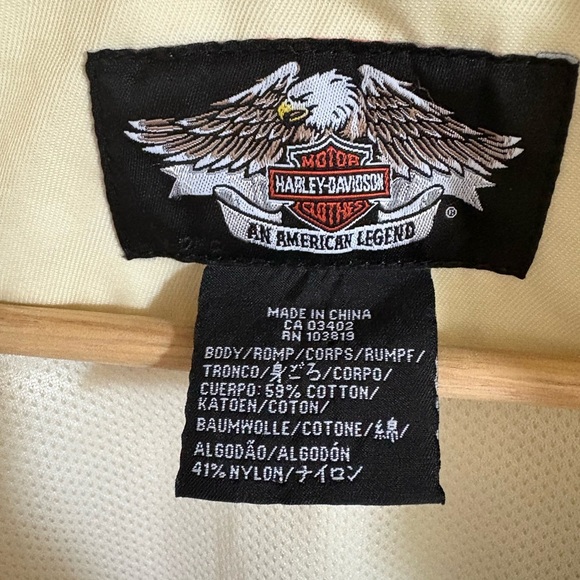 MOTOR
HARLEY-DAVIDSON
CLOTHES
®
AN AMERICAN LEGEND
MADE IN CHINA
CA 03402
RN 103819
BODY/ROMP/CORPS/RUMPF/
TRONCO/身ごろ/CORPO/
CUERPO: 59% COTTON/
KATOEN/COTON/
BAUMWOLLE/COTONE/綿/
ALGODÃO/ALGODÓN
41% NYLON/ナイロン